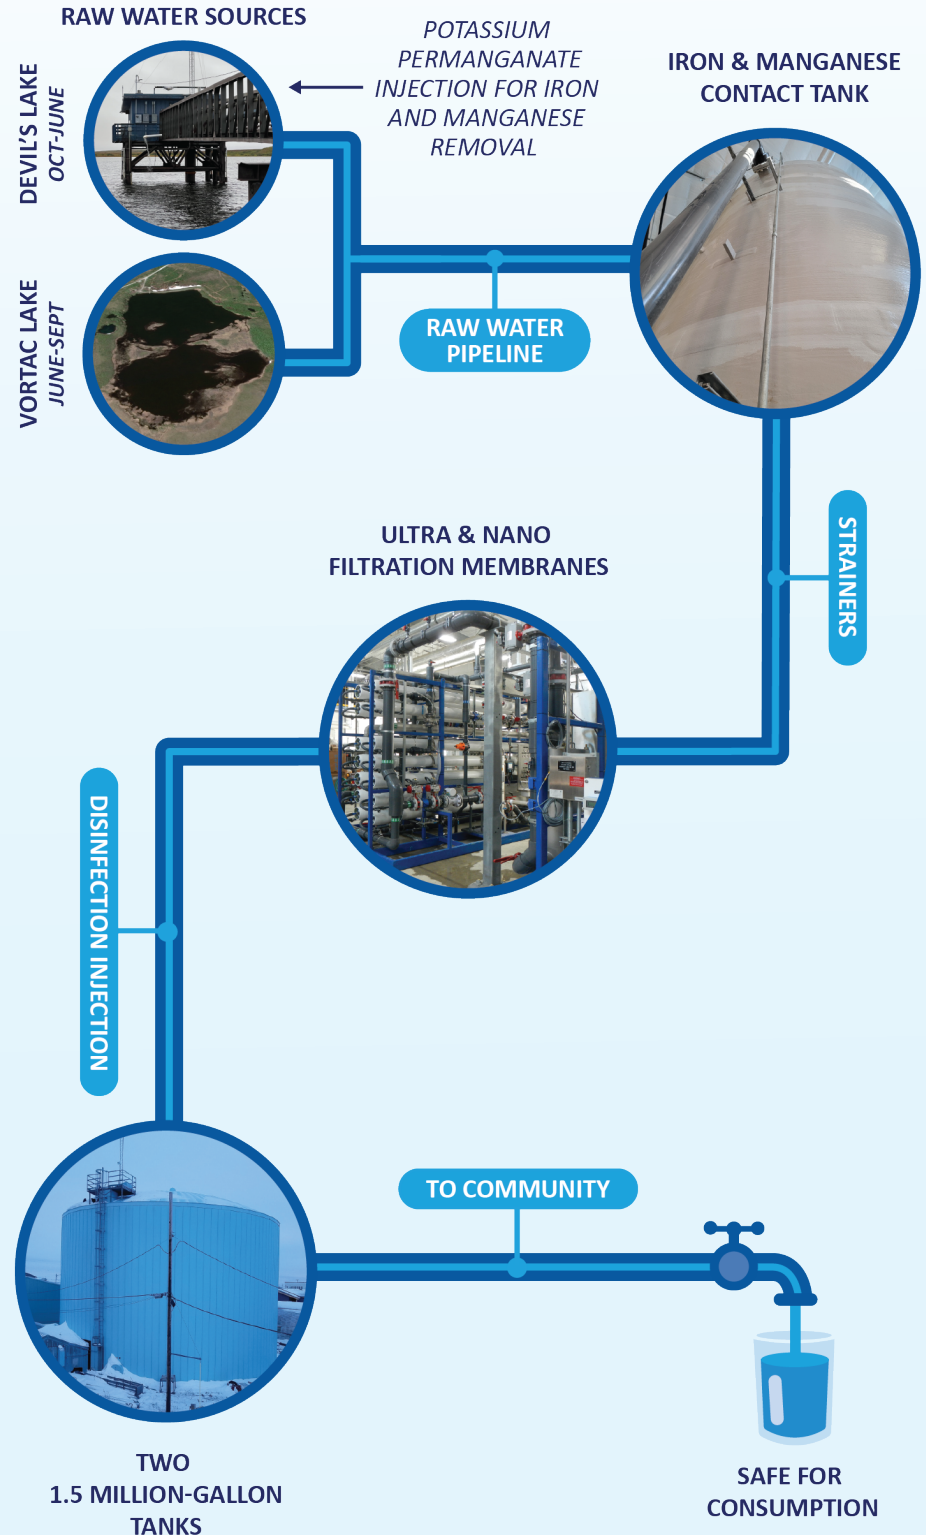 RAW WATER SOURCES
DEVIL'S LAKE
OCT-JUNE
POTASSIUM
PERMANGANATE
INJECTION FOR IRON
AND MANGANESE
REMOVAL
IRON & MANGANESE
CONTACT TANK
VORTAC LAKE
JUNE-SEPT
RAW WATER
PIPELINE
STRAINERS
ULTRA & NANO
FILTRATION MEMBRANES
DISINFECTION INJECTION
TO COMMUNITY
TWO
1.5 MILLION-GALLON
TANKS
SAFE FOR
CONSUMPTION